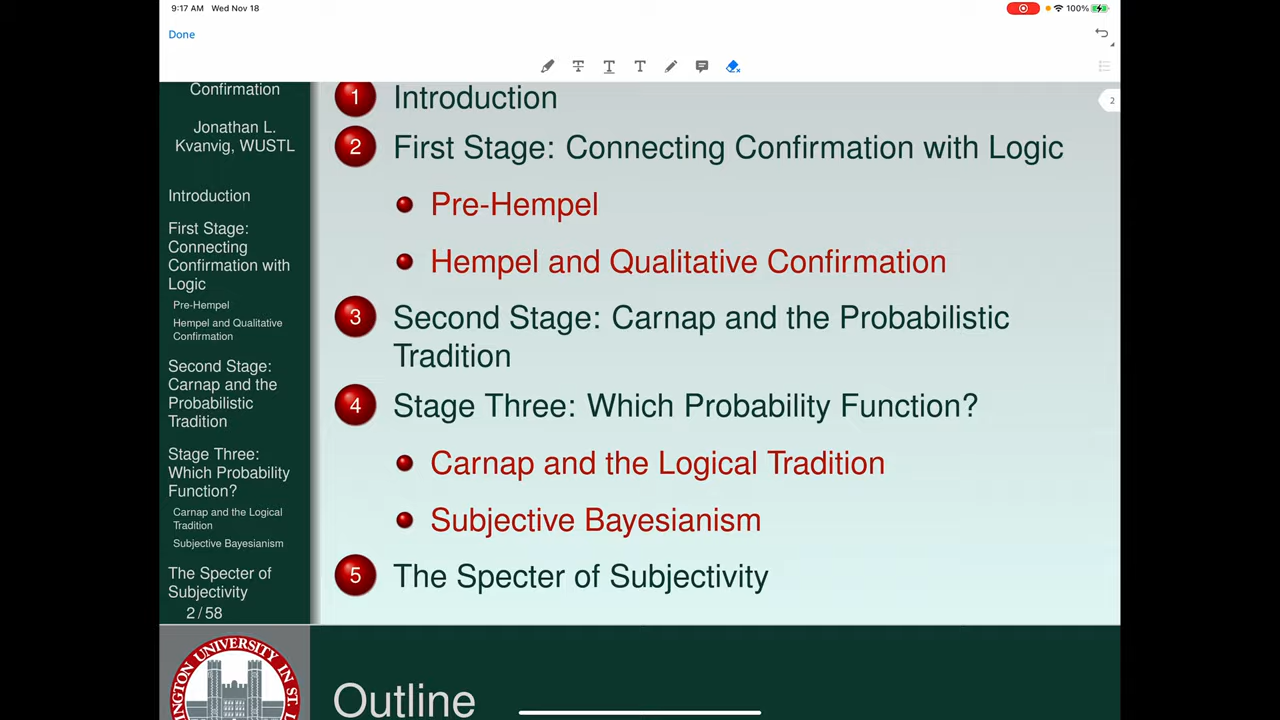 9:17 AM Wed Nov 18
100%
Done
2
Confirmation
Jonathan L.
Kvanvig, WUSTL
Introduction
First Stage:
Connecting
Confirmation with
Logic
Pre-Hempel
Hempel and Qualitative
Confirmation
Second Stage:
Carnap and the
Probabilistic
Tradition
Stage Three:
Which Probability
Function?
Carnap and the Logical
Tradition
Subjective Bayesianism
The Specter of
Subjectivity
2 / 58
1 Introduction
2 First Stage: Connecting Confirmation with Logic
Pre-Hempel
Hempel and Qualitative Confirmation
3 Second Stage: Carnap and the Probabilistic
Tradition
4 Stage Three: Which Probability Function?
Carnap and the Logical Tradition
Subjective Bayesianism
5 The Specter of Subjectivity
UNIVERSITY IN ST.
Outline